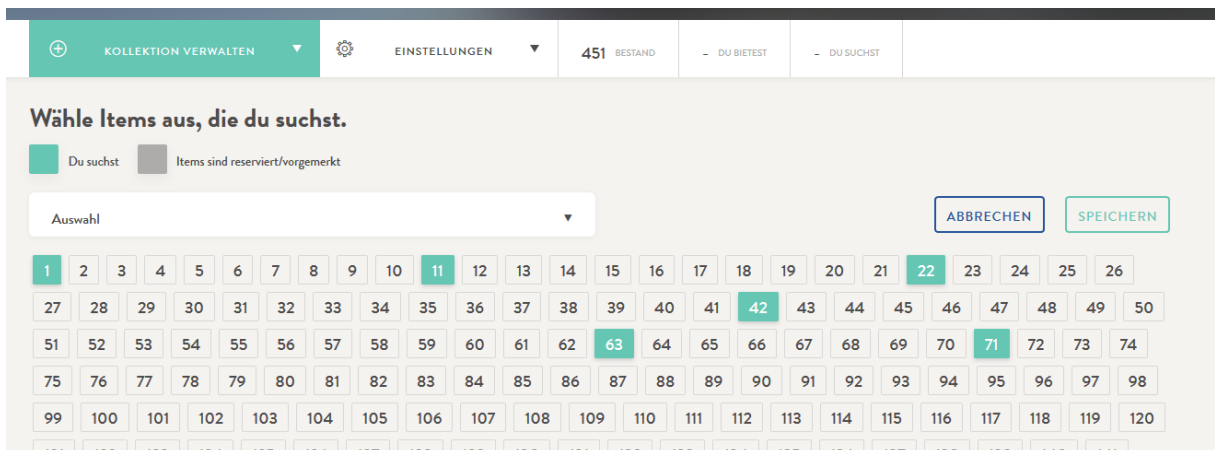 KOLLEKTION VERWALTEN ▼ EINSTELLUNGEN ▼ 451 BESTAND - DU BIETEST - DU SUCHST
Wähle Items aus, die du suchst.
Du suchst Items sind reserviert/vorgemerkt
Auswahl ▼ ABBRECHEN SPEICHERN
1 2 3 4 5 6 7 8 9 10 11 12 13 14 15 16 17 18 19 20 21 22 23 24 25 26
27 28 29 30 31 32 33 34 35 36 37 38 39 40 41 42 43 44 45 46 47 48 49 50
51 52 53 54 55 56 57 58 59 60 61 62 63 64 65 66 67 68 69 70 71 72 73 74
75 76 77 78 79 80 81 82 83 84 85 86 87 88 89 90 91 92 93 94 95 96 97 98
99 100 101 102 103 104 105 106 107 108 109 110 111 112 113 114 115 116 117 118 119 120